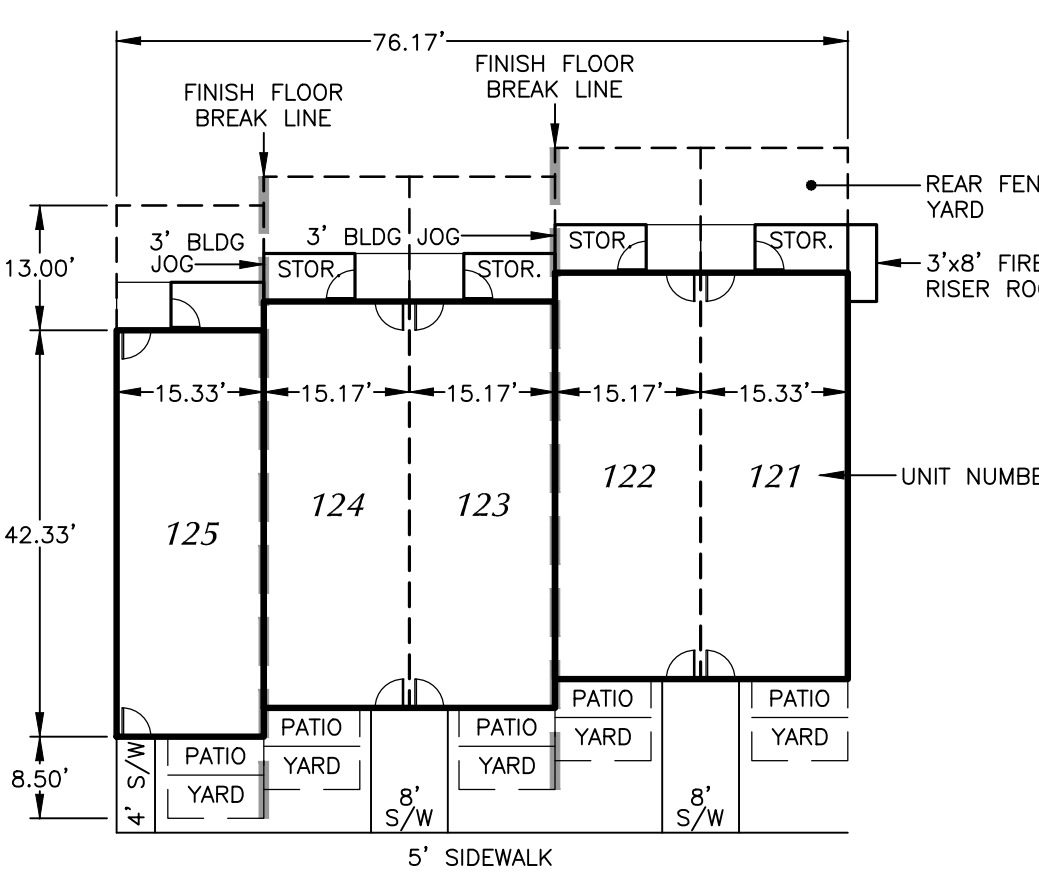 76.17'
FINISH FLOOR
BREAK LINE
FINISH FLOOR
BREAK LINE
REAR FEN
YARD
3' BLDG
JOG
3' BLDG JOG
STOR.
STOR.
STOR.
STOR.
13.00'
3'x8' FIRE
RISER RO
15.33' 15.17' 15.17' 15.17' 15.33'
125
124
123
122
121
UNIT NUMBE
42.33'
8.50'
4' S/W
PATIO
YARD
PATIO
YARD
8'
S/W
PATIO
YARD
PATIO
YARD
8'
S/W
PATIO
YARD
5' SIDEWALK